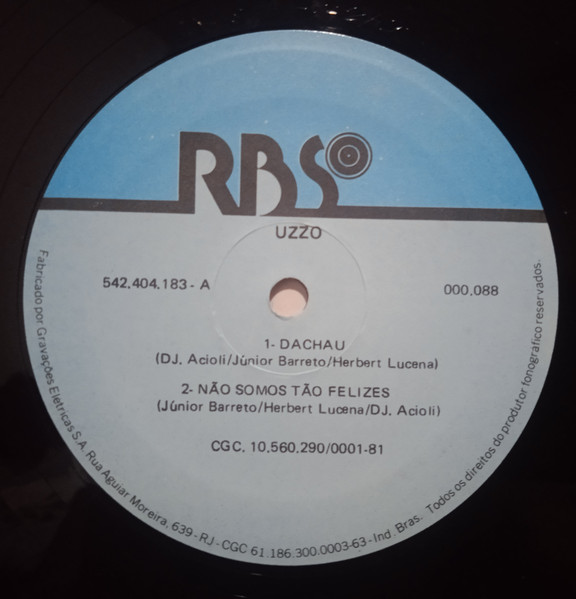 RBS
UZZO
542.404.183 - A
000.088
1- DACHAU
(DJ. Acioli/Júnior Barreto/Herbert Lucena)
2- NÃO SOMOS TÃO FELIZES
(Júnior Barreto/Herbert Lucena/DJ. Acioli)
CGC. 10.560.290/0001-81
Fabricado por Gravações Eletricas S.A. Rua Aguiar Moreira, 639 - RJ - CGC 61.186.300.0003-63 - Ind. Bras. Todos os direitos do produtor fonográfico reservados.